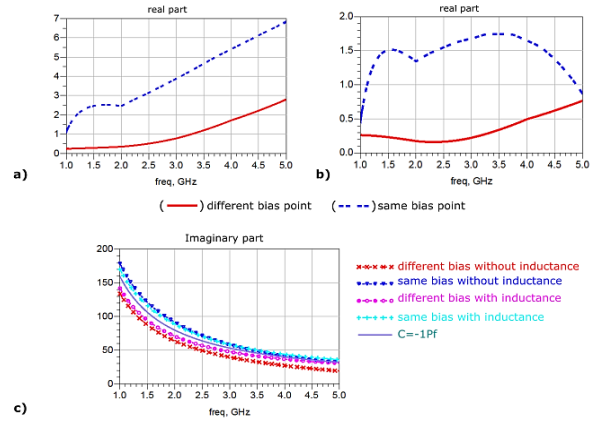 real part
7
6
5
4
3
2
1
0
1.0 1.5 2.0 2.5 3.0 3.5 4.0 4.5 5.0
freq, GHz
a)
real part
2.0
1.5
1.0
0.5
0.0
1.0 1.5 2.0 2.5 3.0 3.5 4.0 4.5 5.0
freq, GHz
b)
( ) different bias point ( ) same bias point
Imaginary part
200
150
100
50
0
1.0 1.5 2.0 2.5 3.0 3.5 4.0 4.5 5.0
freq, GHz
c)
different bias without inductance
same bias without inductance
different bias with inductance
same bias with inductance
C=-1Pf